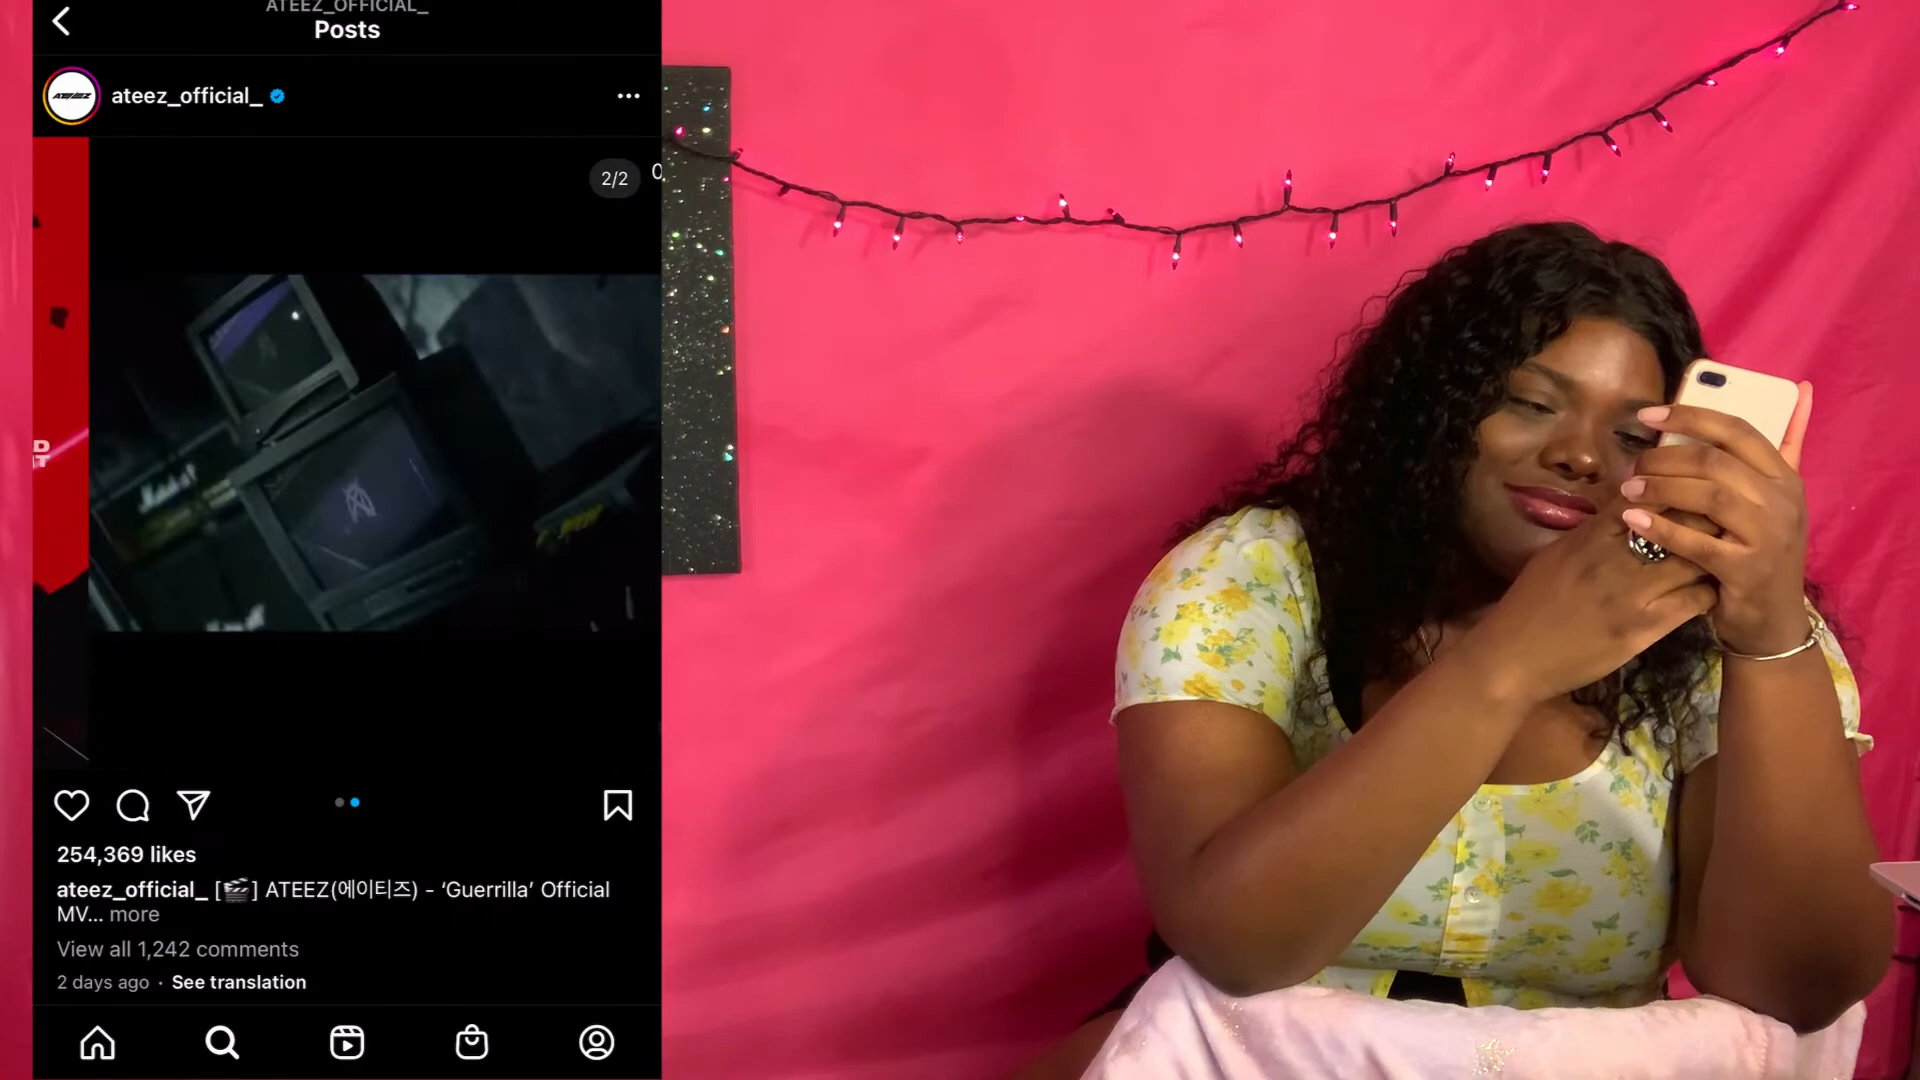 ATEEZ_OFFICIAL_
Posts
ATEEZ
ateez_official_
2/2
254,369 likes
ateez_official_ [🎬] ATEEZ(에이티즈) - ‘Guerrilla’ Official
MV... more
View all 1,242 comments
2 days ago · See translation